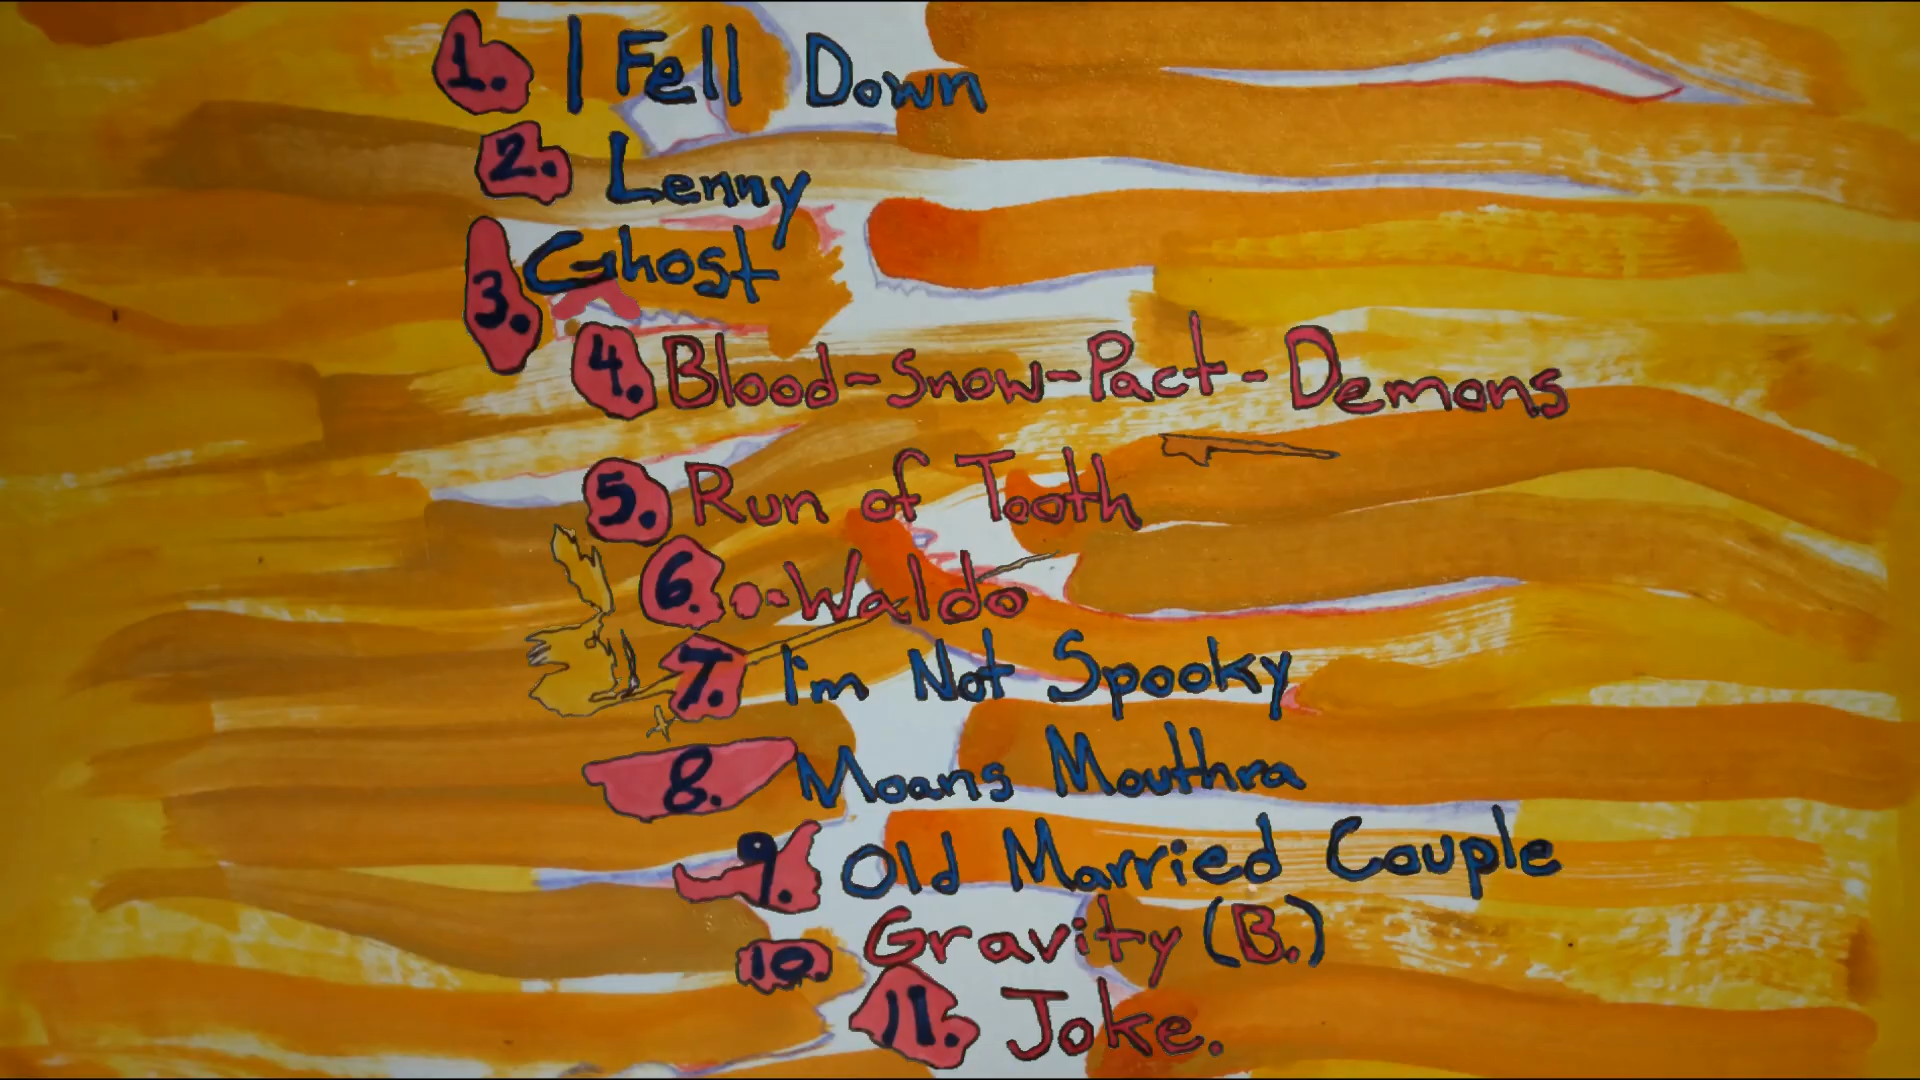 1. I Fell Down
2. Lenny
3. Ghost
4. Blood-Snow-Pact-Demons
5. Run of Tooth
6. o-Waldo
7. I'm Not Spooky
8. Moans Mouthra
9. Old Married Couple
10. Gravity (B.)
11. Joke.